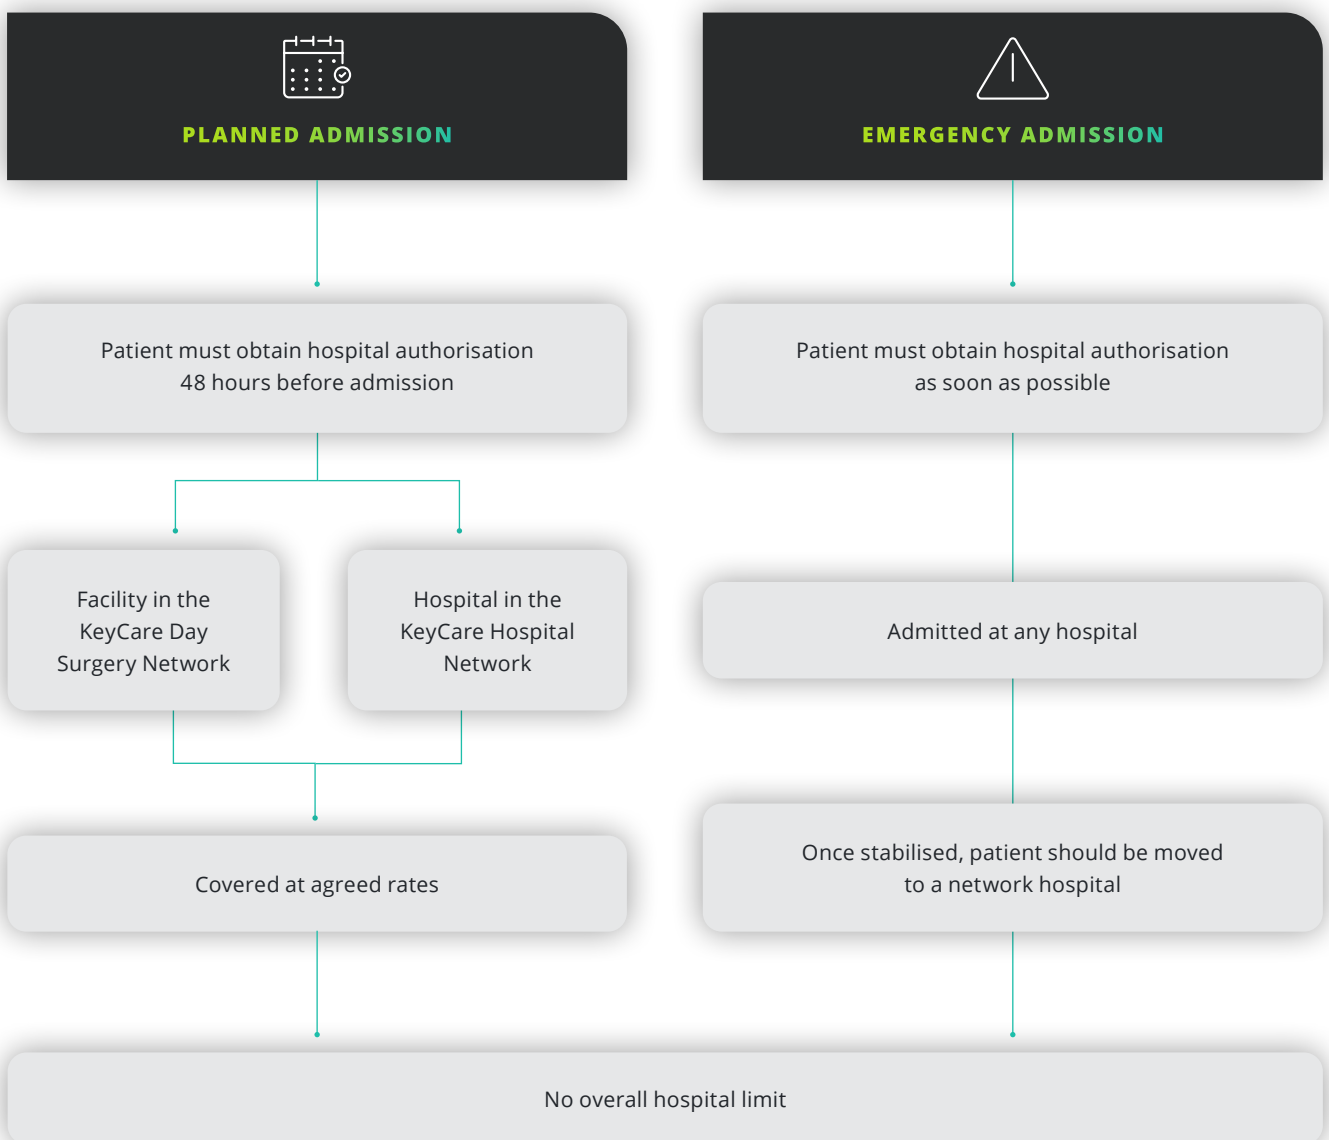 PLANNED ADMISSION
Patient must obtain hospital authorisation
48 hours before admission
Facility in the
KeyCare Day
Surgery Network
Hospital in the
KeyCare Hospital
Network
Covered at agreed rates
EMERGENCY ADMISSION
Patient must obtain hospital authorisation
as soon as possible
Admitted at any hospital
Once stabilised, patient should be moved
to a network hospital
No overall hospital limit